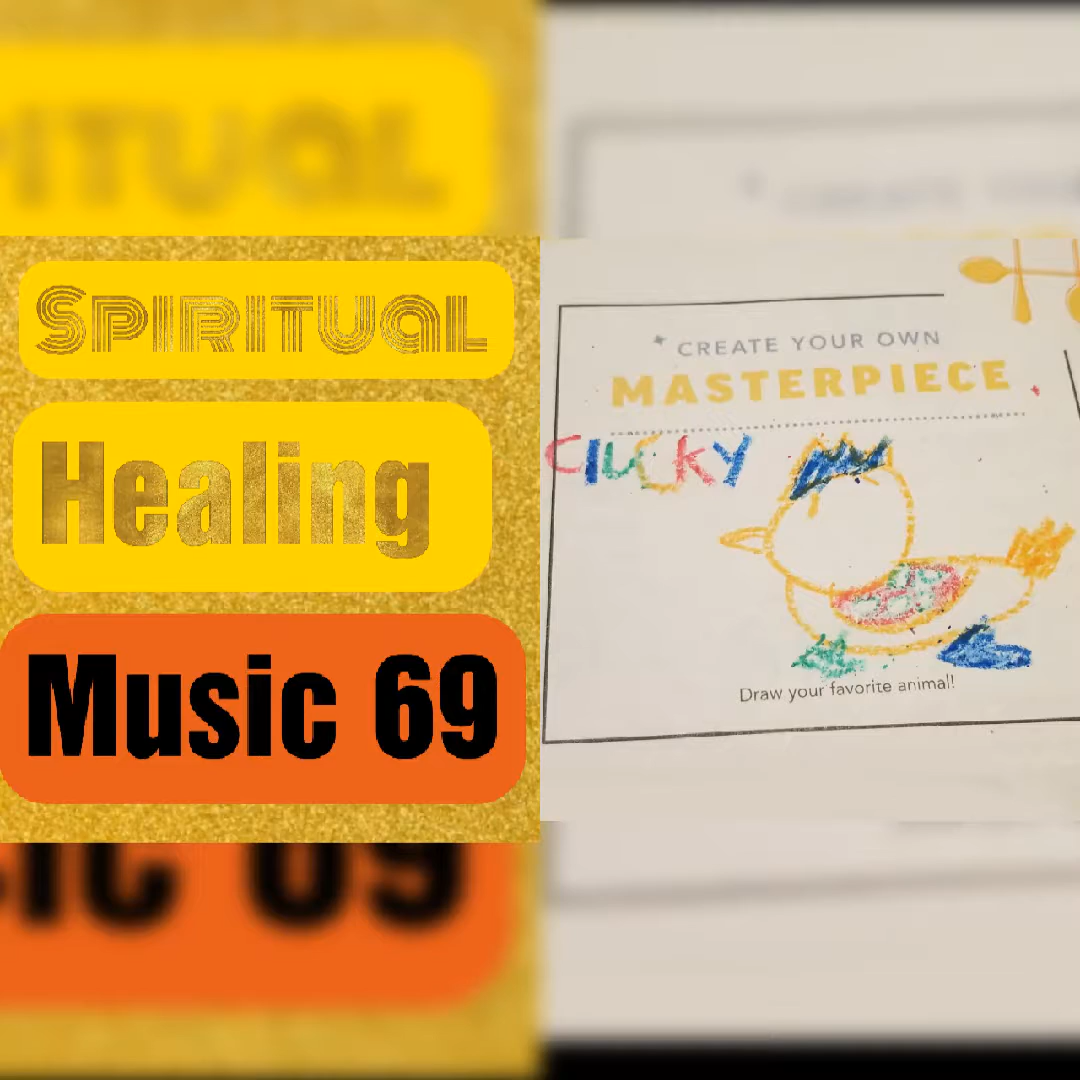 Spiritual
Healing
Music 69
CREATE YOUR OWN
MASTERPIECE
CluckY
Draw your favorite animal!